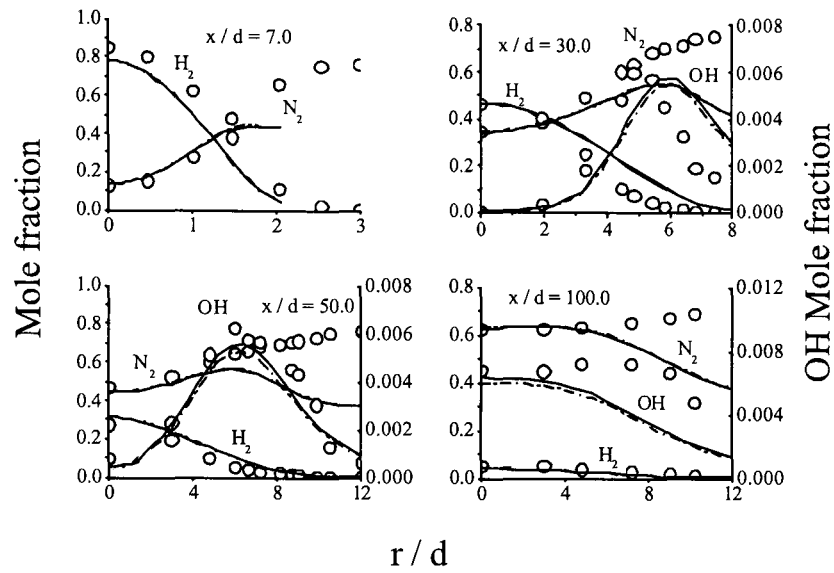 Mole fraction
OH Mole fraction
1.0
0.8
0.6
0.4
0.2
0.0
x / d = 7.0
H2
N2
0 1 2 3
0.8
0.6
0.4
0.2
0.0
x / d = 30.0
N2
OH
H2
0.008
0.006
0.004
0.002
0.000
0 2 4 6 8
1.0
0.8
0.6
0.4
0.2
0.0
OH
x / d = 50.0
N2
H2
0.008
0.006
0.004
0.002
0.000
0 4 8 12
0.8
0.6
0.4
0.2
0.0
x / d = 100.0
N2
OH
H2
0.012
0.009
0.006
0.003
0.000
0 4 8 12
r / d